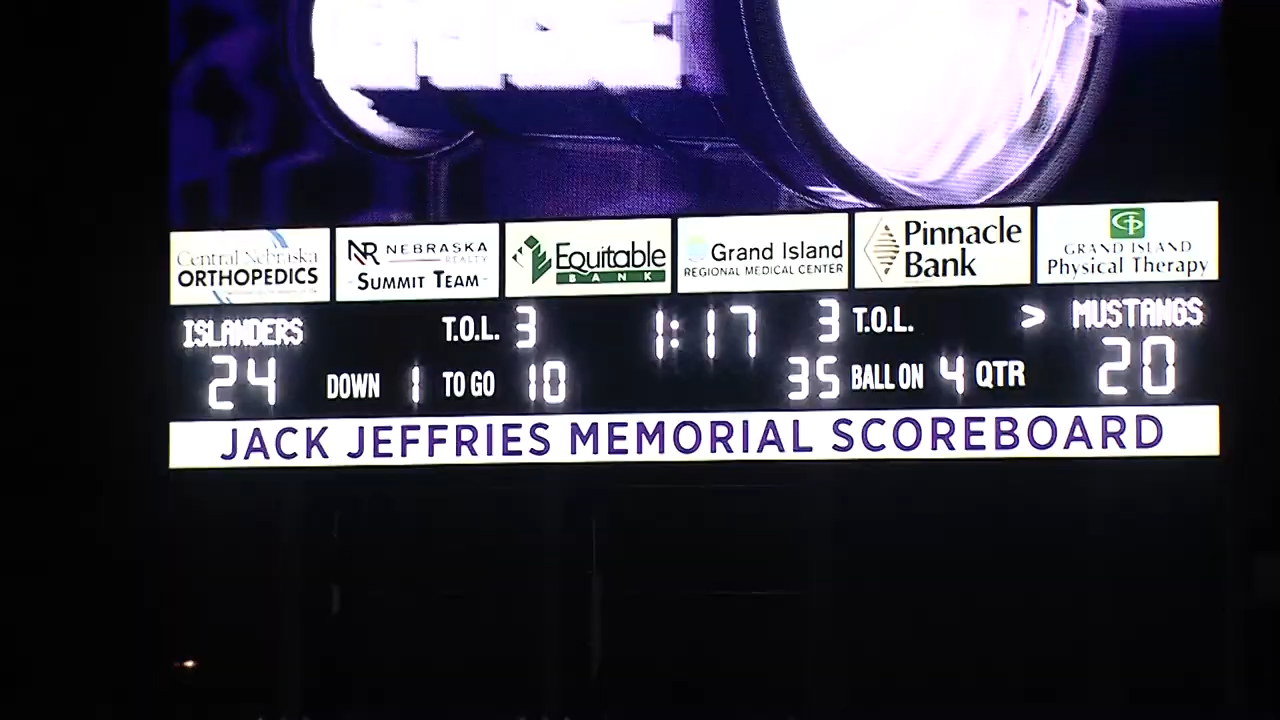 Central Nebraska
ORTHOPEDICS
NR NEBRASKA
REALTY
- SUMMIT TEAM -
Equitable
BANK
Grand Island
REGIONAL MEDICAL CENTER
Pinnacle
Bank
GRAND ISLAND
Physical Therapy
ISLANDERS T.O.L. 3 1:17 3 T.O.L. > MUSTANGS
24 DOWN 1 TO GO 10 35 BALL ON 4 QTR 20
JACK JEFFRIES MEMORIAL SCOREBOARD